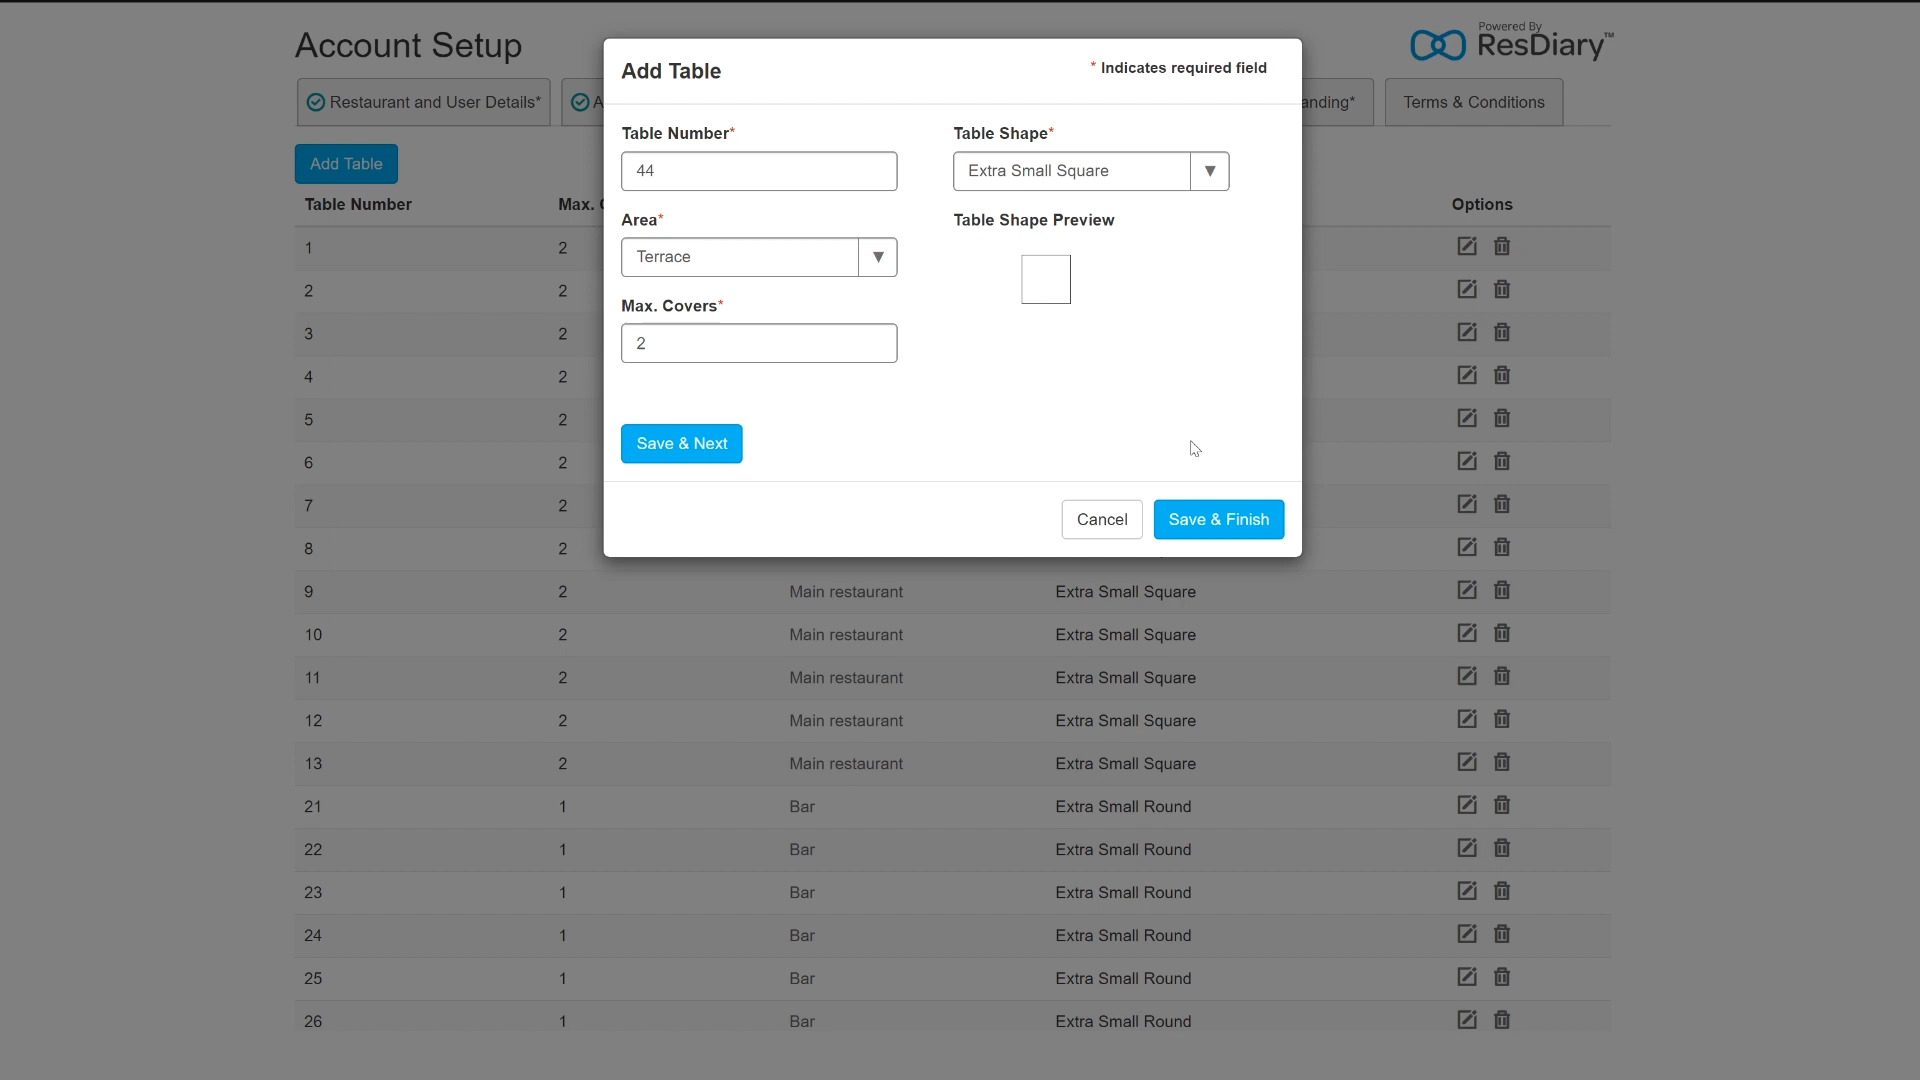 Account Setup
Powered By
ResDiary™
Restaurant and User Details*
A
anding*
Terms & Conditions
Add Table
* Indicates required field
Table Number*
44
Table Shape*
Extra Small Square
Area*
Terrace
Table Shape Preview
Max. Covers*
2
Save & Next
Cancel
Save & Finish
Add Table
Table Number
Max.
Options
1 2
2 2
3 2
4 2
5 2
6 2
7 2
8 2
9 2 Main restaurant Extra Small Square
10 2 Main restaurant Extra Small Square
11 2 Main restaurant Extra Small Square
12 2 Main restaurant Extra Small Square
13 2 Main restaurant Extra Small Square
21 1 Bar Extra Small Round
22 1 Bar Extra Small Round
23 1 Bar Extra Small Round
24 1 Bar Extra Small Round
25 1 Bar Extra Small Round
26 1 Bar Extra Small Round